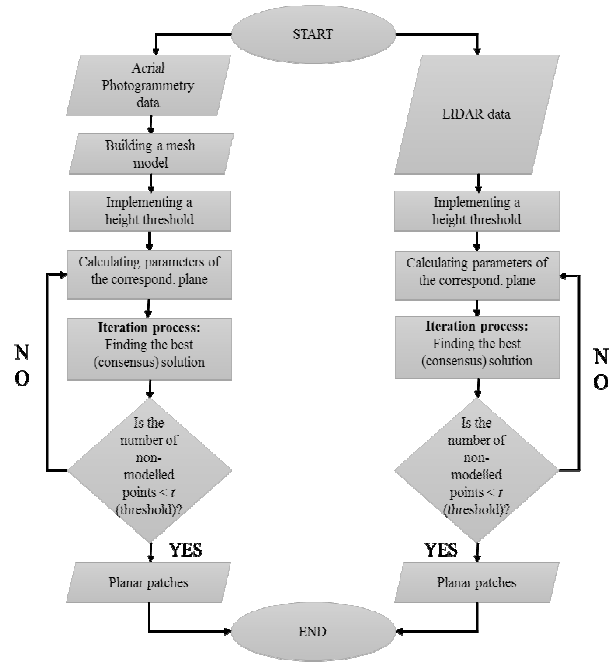 START
Aerial
Photogrammetry
data
Building a mesh
model
Implementing a
height threshold
Calculating parameters of
the correspond. plane
Iteration process:
Finding the best
(consensus) solution
N
O
Is the
number of
non-
modelled
points < t
(threshold)?
YES
Planar patches
LIDAR data
Implementing a
height threshold
Calculating parameters of
the correspond. plane
Iteration process:
Finding the best
(consensus) solution
N
O
Is the
number of
non-
modelled
points < t
(threshold)?
YES
Planar patches
END